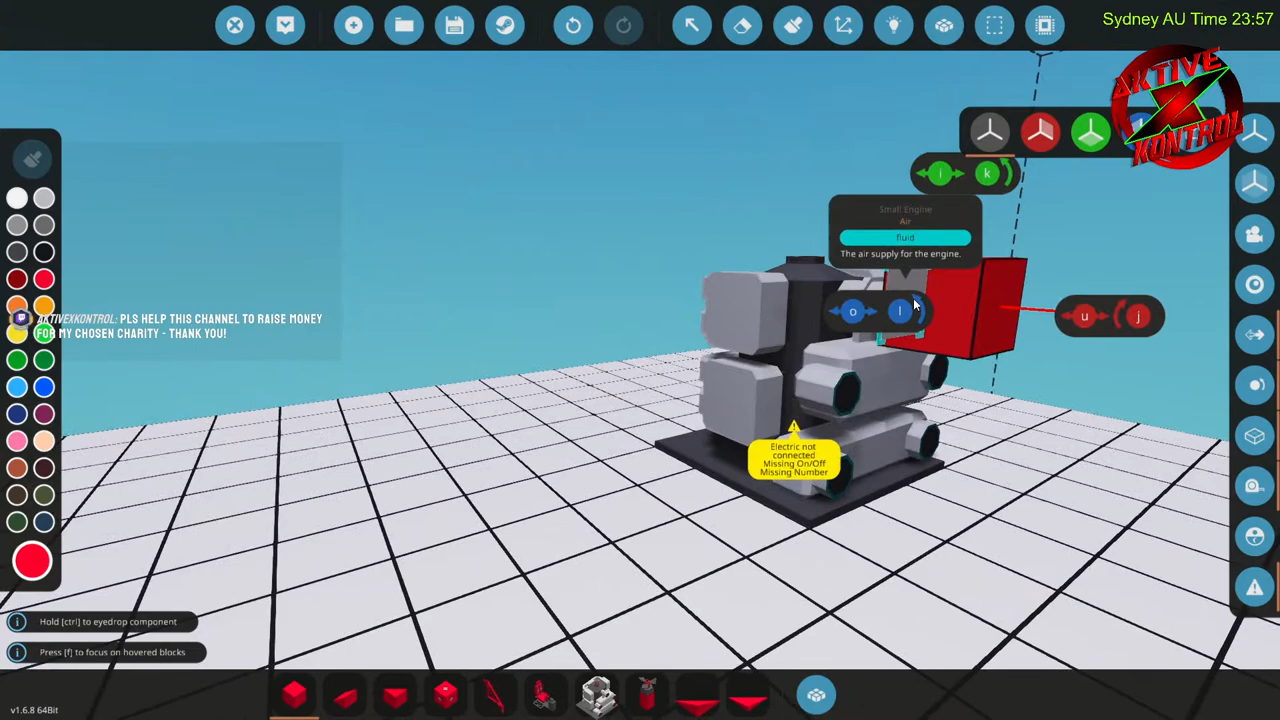 Sydney AU Time 23:57
AKTIVE
X
KONTROL
i
k
Small Engine
Air
fluid
The air supply for the engine.
o
l
u
j
AKTIVEXKONTROL: PLS HELP THIS CHANNEL TO RAISE MONEY
FOR MY CHOSEN CHARITY - THANK YOU!
Electric not
connected
Missing On/Off
Missing Number
Hold [ctrl] to eyedrop component
Press [f] to focus on hovered blocks
v1.6.8 64Bit